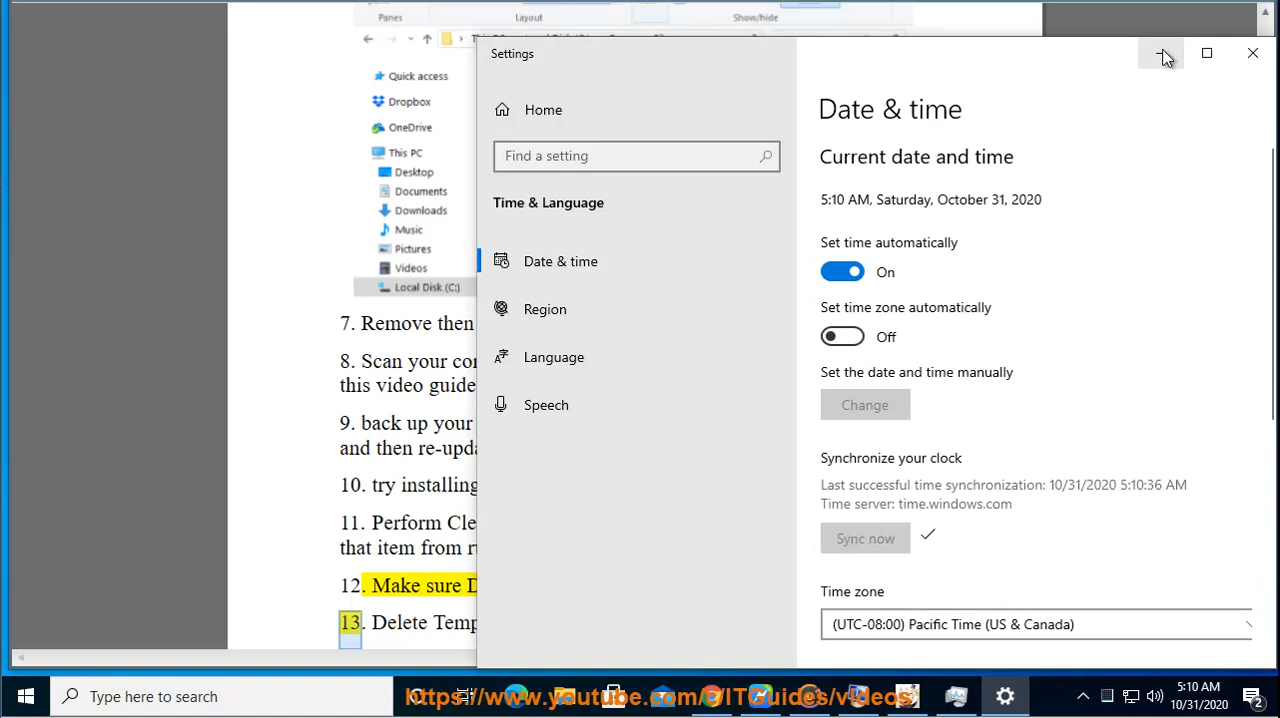 Panes
Layout
Show/hide
Quick access
Dropbox
OneDrive
This PC
Desktop
Documents
Downloads
Music
Pictures
Videos
Local Disk (C:)
7. Remove then
8. Scan your con
this video guide
9. back up your
and then re-upda
10. try installing
11. Perform Cle
that item from ru
12. Make sure D
13. Delete Temp
Settings
Home
Find a setting
Time & Language
Date & time
Region
Language
Speech
Date & time
Current date and time
5:10 AM, Saturday, October 31, 2020
Set time automatically
On
Set time zone automatically
Off
Set the date and time manually
Change
Synchronize your clock
Last successful time synchronization: 10/31/2020 5:10:36 AM
Time server: time.windows.com
Sync now
Time zone
(UTC-08:00) Pacific Time (US & Canada)
Type here to search
https://www.youtube.com/c/ITGuides/videos
5:10 AM
10/31/2020
2